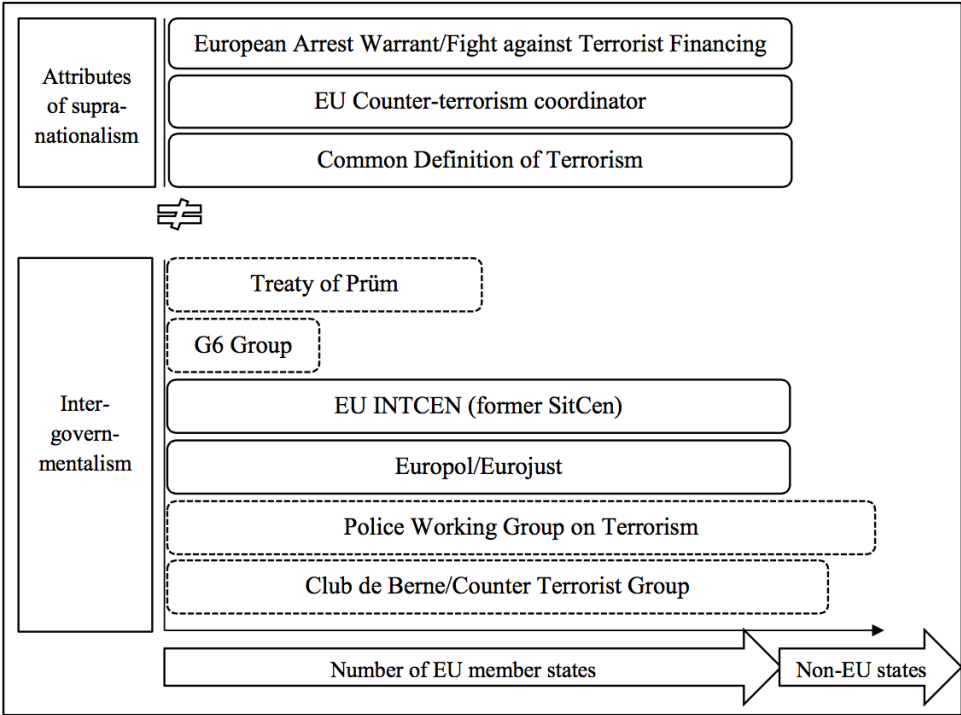 Attributes
of supra-
nationalism
European Arrest Warrant/Fight against Terrorist Financing
EU Counter-terrorism coordinator
Common Definition of Terrorism
≠
Inter-
govern-
mentalism
Treaty of Prüm
G6 Group
EU INTCEN (former SitCen)
Europol/Eurojust
Police Working Group on Terrorism
Club de Berne/Counter Terrorist Group
Number of EU member states
Non-EU states